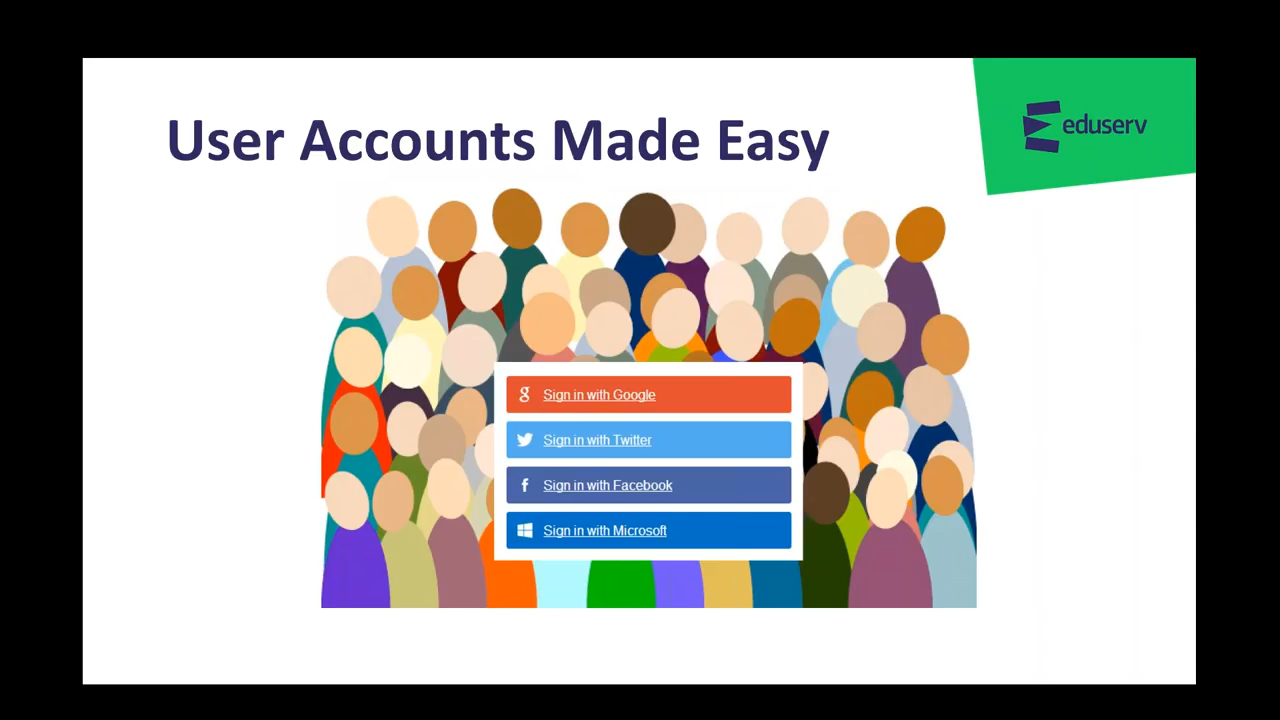 User Accounts Made Easy
eduserv
Sign in with Google
Sign in with Twitter
Sign in with Facebook
Sign in with Microsoft